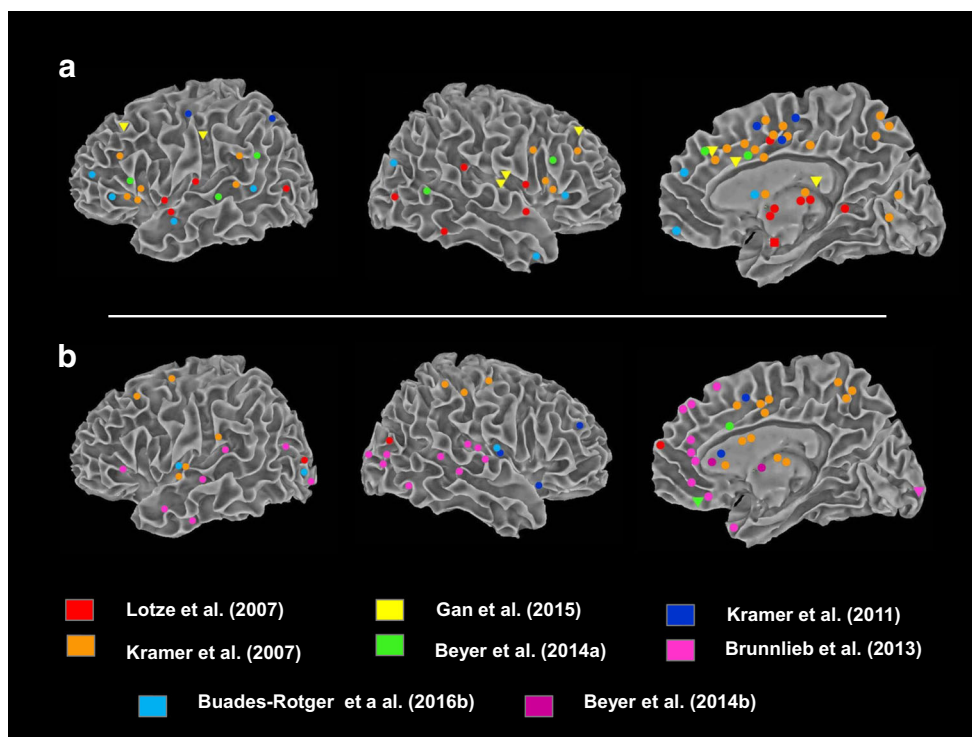 a
b
Lotze et al. (2007)
Gan et al. (2015)
Kramer et al. (2011)
Kramer et al. (2007)
Beyer et al. (2014a)
Brunnlieb et al. (2013)
Buades-Rotger et a al. (2016b)
Beyer et al. (2014b)